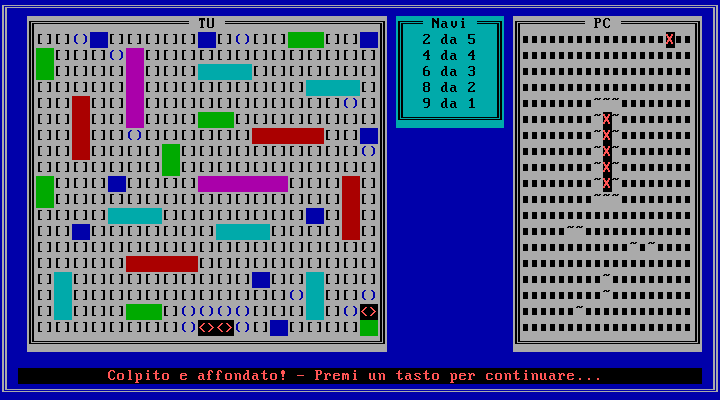 TU
Navi
PC
2 da 5
4 da 4
6 da 3
8 da 2
9 da 1
Colpito e affondato! - Premi un tasto per continuare...